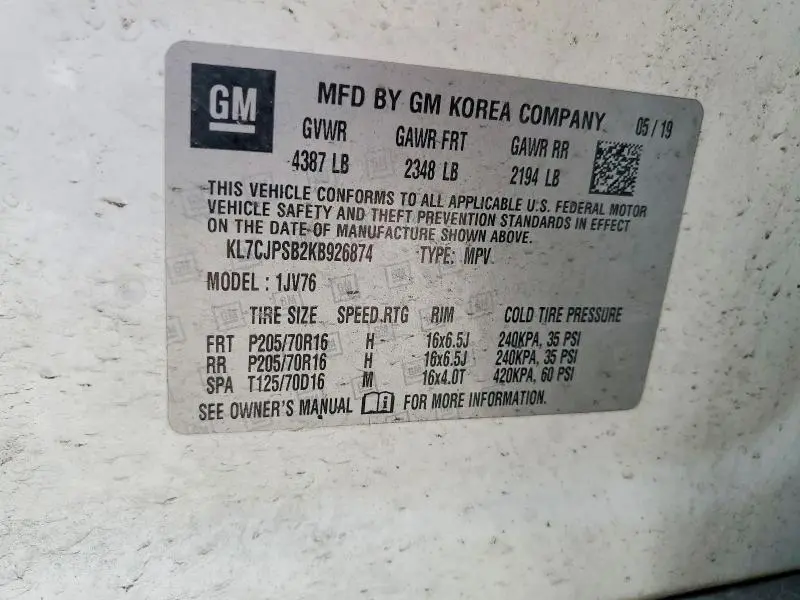 GM
MFD BY GM KOREA COMPANY 05/19
GVWR GAWR FRT GAWR RR
4387 LB 2348 LB 2194 LB
THIS VEHICLE CONFORMS TO ALL APPLICABLE U.S. FEDERAL MOTOR
VEHICLE SAFETY AND THEFT PREVENTION STANDARDS IN EFFECT
ON THE DATE OF MANUFACTURE SHOWN ABOVE.
KL7CJPSB2KB926874 TYPE: MPV
MODEL : 1JV76
TIRE SIZE SPEED.RTG RIM COLD TIRE PRESSURE
FRT P205/70R16 H 16x6.5J 240KPA, 35 PSI
RR P205/70R16 H 16x6.5J 240KPA, 35 PSI
SPA T125/70D16 M 16x4.0T 420KPA, 60 PSI
SEE OWNER'S MANUAL FOR MORE INFORMATION.